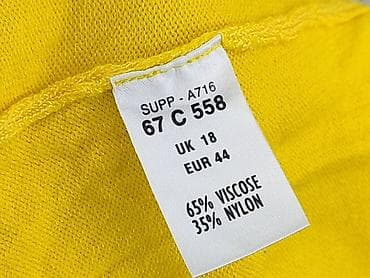 SUPP - A716
67 C 558
UK 18
EUR 44
65% VISCOSE
35% NYLON